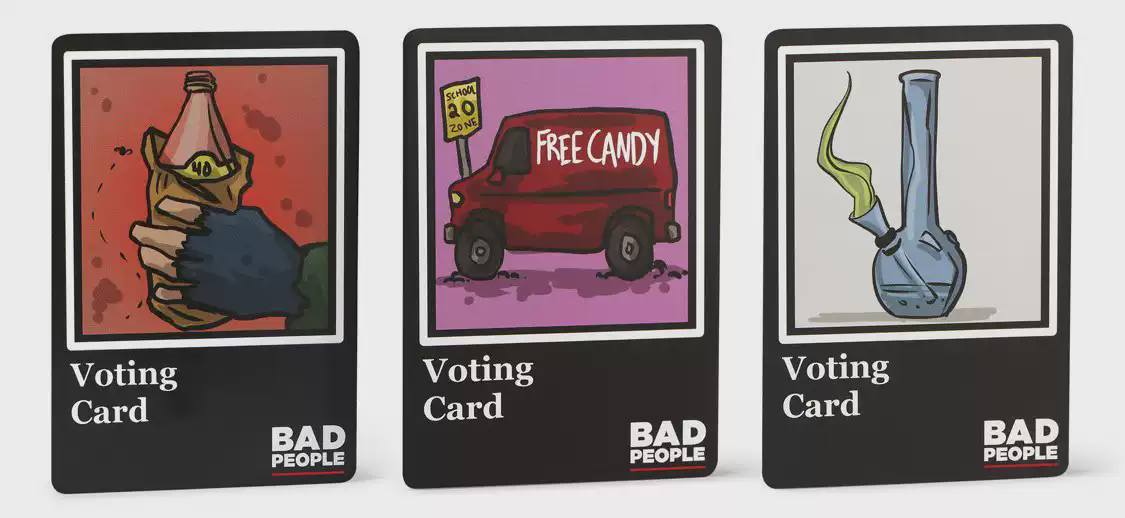 40
Voting
Card
BAD
PEOPLE
SCHOOL
20
ZONE
FREE CANDY
Voting
Card
BAD
PEOPLE
Voting
Card
BAD
PEOPLE